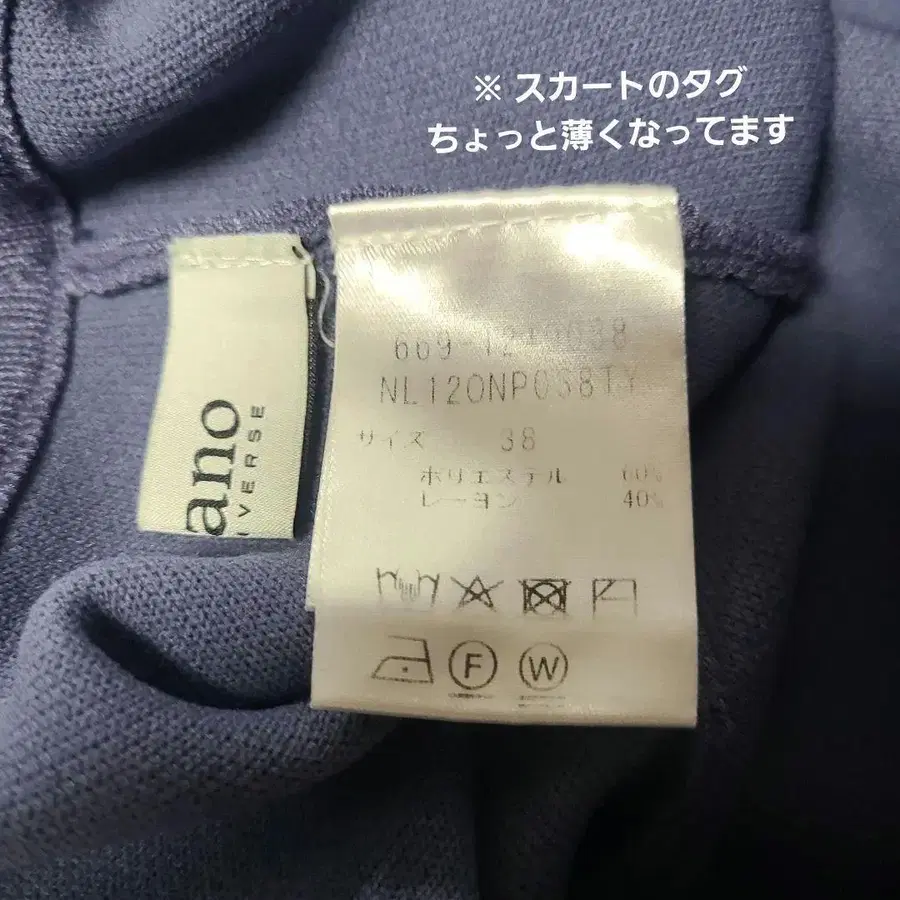 ※ スカートのタグ
ちょっと薄くなってます
ano
VERSE
NL120NP038TY
サイズ 38
ポリエステル 60%
レーヨン 40%
F
W